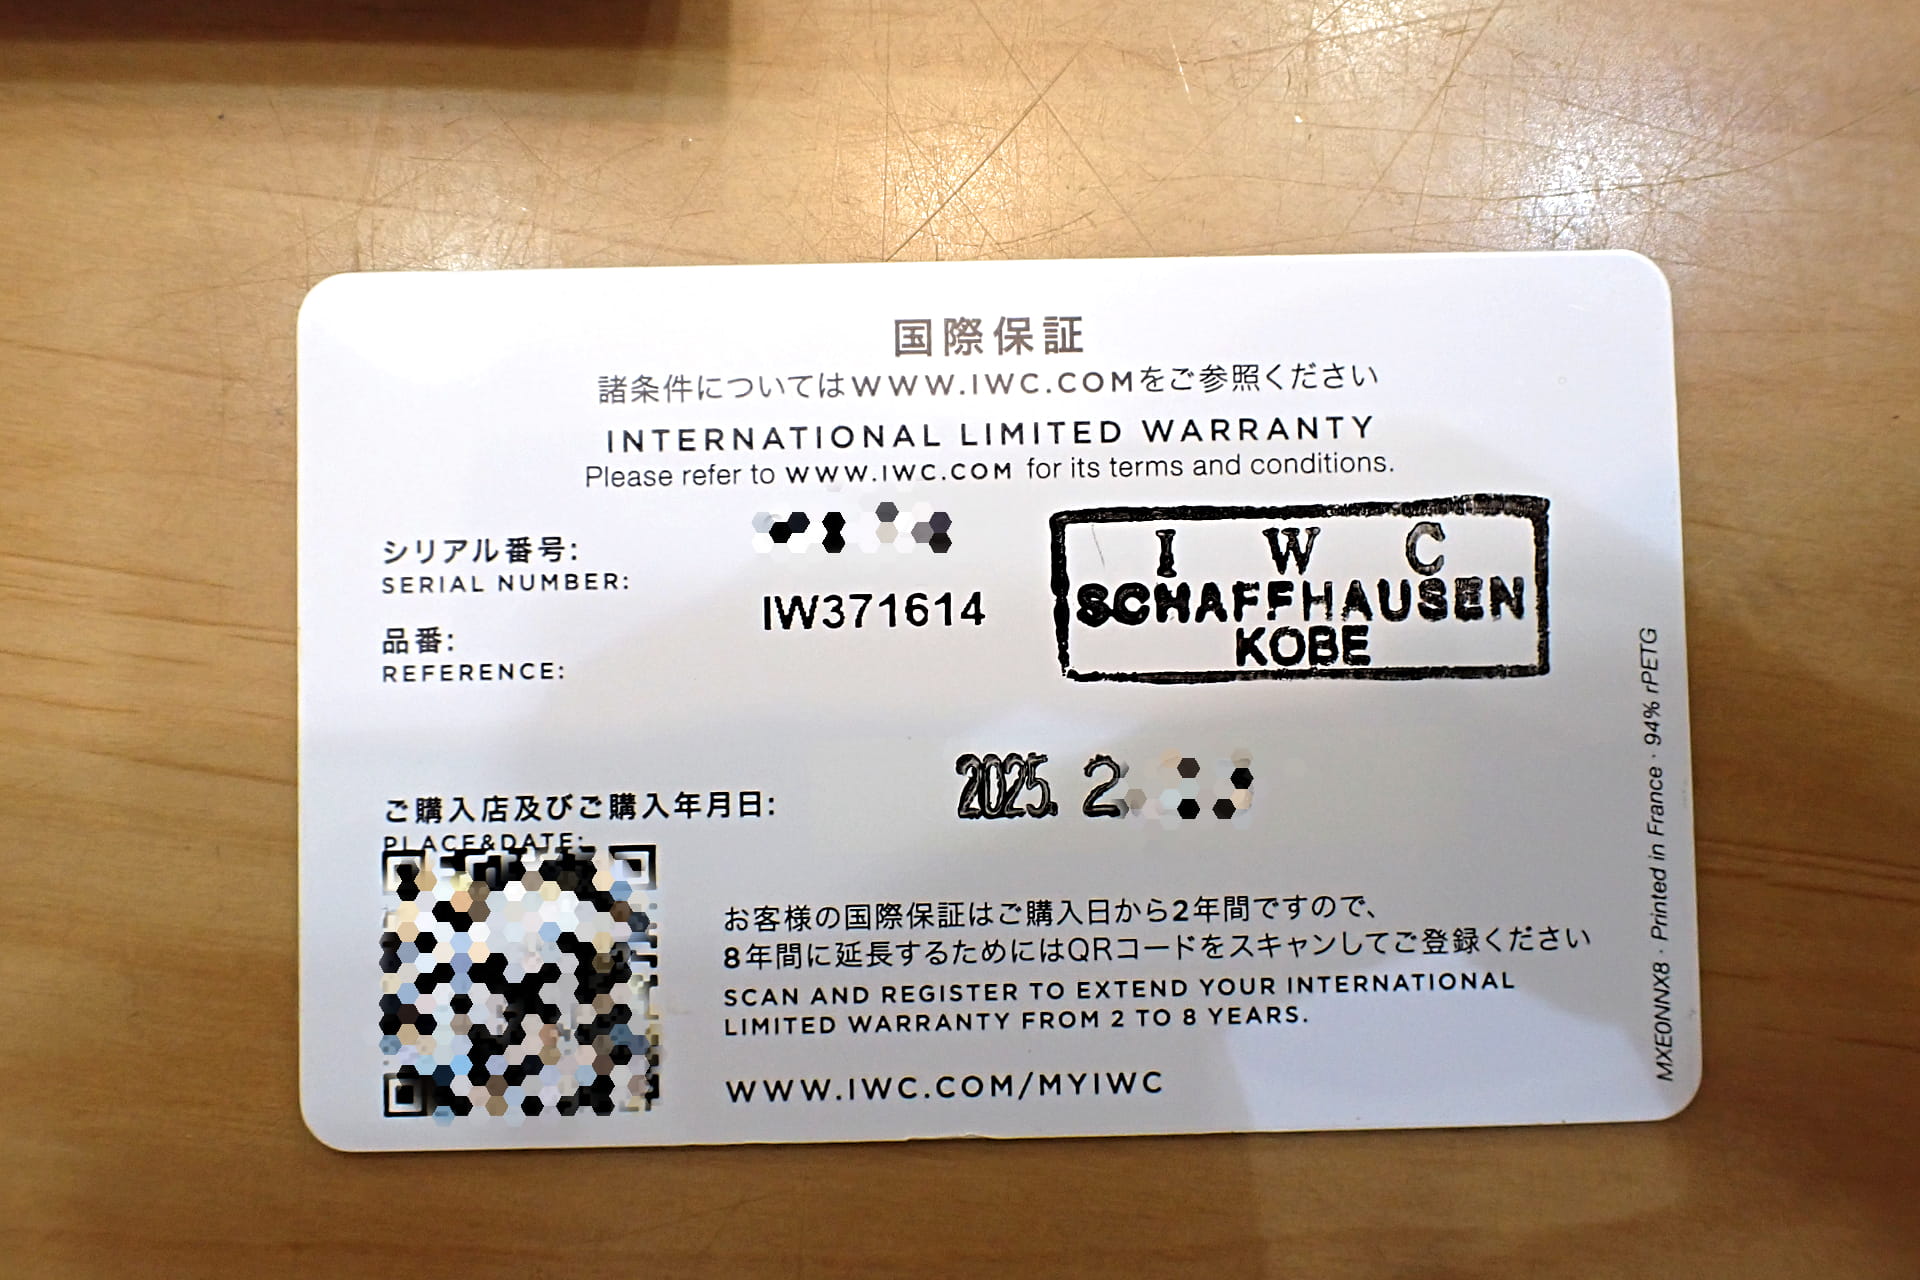 国際保証
諸条件についてはWWW.IWC.COMをご参照ください
INTERNATIONAL LIMITED WARRANTY
Please refer to WWW.IWC.COM for its terms and conditions.
シリアル番号:
SERIAL NUMBER:
品番:
REFERENCE:
IW371614
I W C
SCHAFFHAUSEN
KOBE
ご購入店及びご購入年月日:
PLACE&DATE:
2025. 2
お客様の国際保証はご購入日から2年間ですので、
8年間に延長するためにはQRコードをスキャンしてご登録ください
SCAN AND REGISTER TO EXTEND YOUR INTERNATIONAL
LIMITED WARRANTY FROM 2 TO 8 YEARS.
WWW.IWC.COM/MYIWC
MXE0NNX8 · Printed in France · 94% rPETG